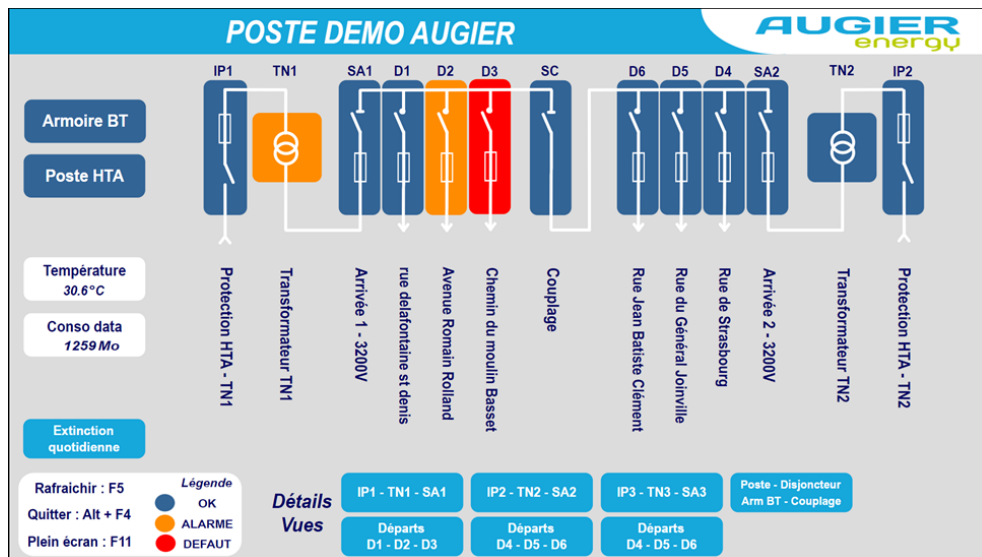 POSTE DEMO AUGIER
AUGIER
energy
IP1 TN1 SA1 D1 D2 D3 SC D6 D5 D4 SA2 TN2 IP2
Armoire BT
Poste HTA
Température
30.6°C
Conso data
1259 Mo
Protection HTA - TN1
Transformateur TN1
Arrivée 1 - 3200V
rue delafontaine st denis
Avenue Romain Rolland
Chemin du moulin Basset
Couplage
Rue Jean Batiste Clément
Rue du Général Joinville
Rue de Strasbourg
Arrivée 2 - 3200V
Transformateur TN2
Protection HTA - TN2
Extinction
quotidienne
Rafraichir : F5
Quitter : Alt + F4
Plein écran : F11
Légende
OK
ALARME
DEFAUT
Détails
Vues
IP1 - TN1 - SA1
IP2 - TN2 - SA2
IP3 - TN3 - SA3
Poste - Disjoncteur
Arm BT - Couplage
Départs
D1 - D2 - D3
Départs
D4 - D5 - D6
Départs
D4 - D5 - D6